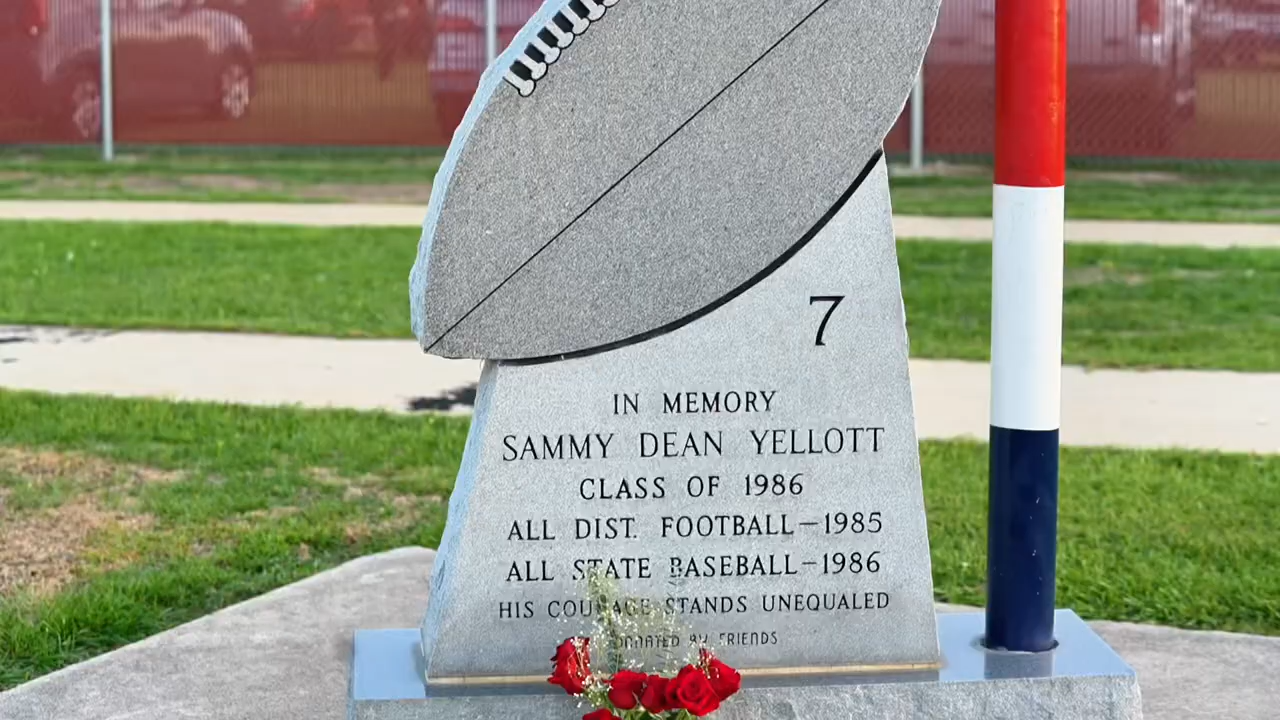 7
IN MEMORY
SAMMY DEAN YELLOTT
CLASS OF 1986
ALL DIST. FOOTBALL—1985
ALL STATE BASEBALL—1986
HIS COURAGE STANDS UNEQUALED
DONATED BY FRIENDS